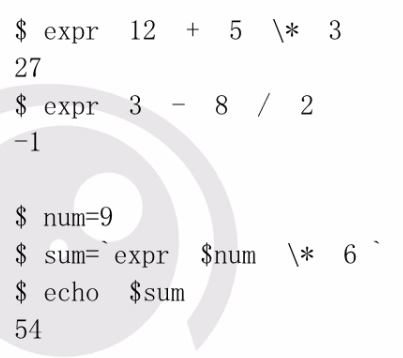 $ expr 12 + 5 \* 3
27
$ expr 3 - 8 / 2
-1
$ num=9
$ sum=`expr $num \* 6 `
$ echo $sum
54